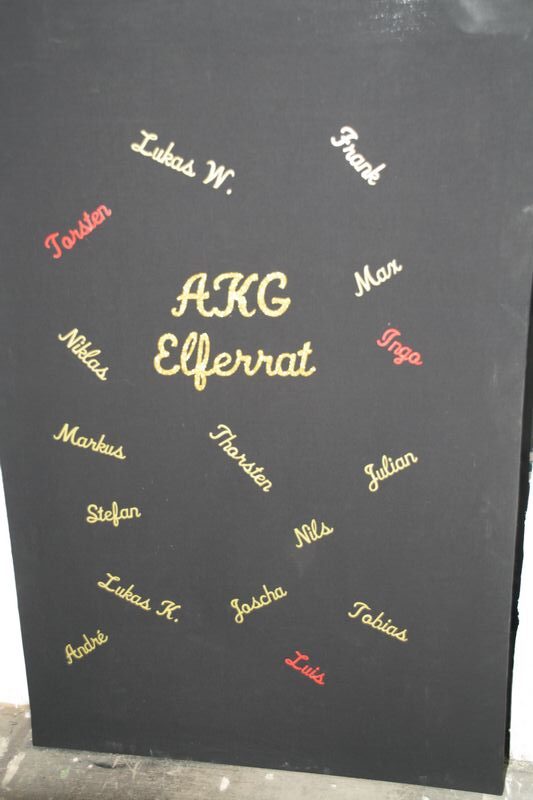 Lukas W.
Frank
Torsten
Max
AKG
Elferrat
Ingo
Niklas
Markus
Thorsten
Julian
Stefan
Nils
Lukas K.
Joscha
Tobias
André
Luis